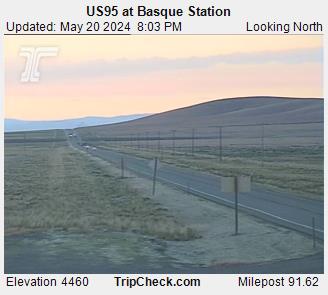 US95 at Basque Station
Updated: May 20 2024 8:03 PM Looking North
Elevation 4460 TripCheck.com Milepost 91.62